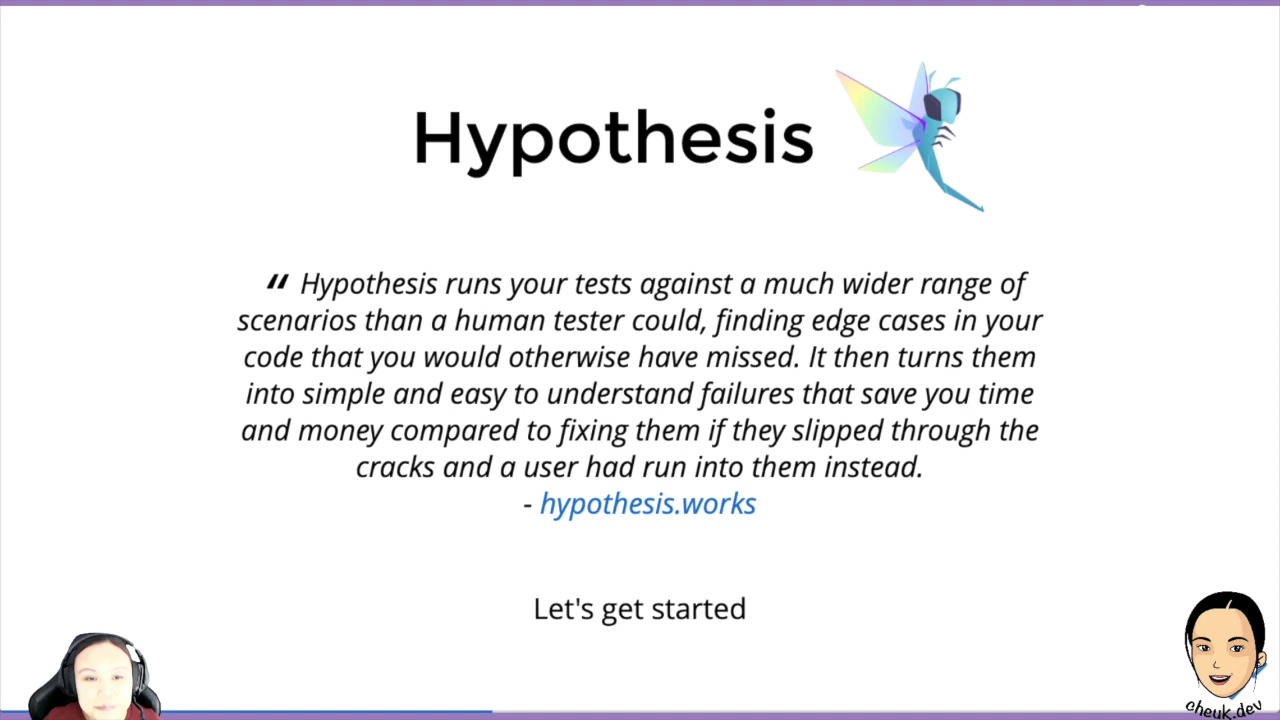 Hypothesis
“ Hypothesis runs your tests against a much wider range of
scenarios than a human tester could, finding edge cases in your
code that you would otherwise have missed. It then turns them
into simple and easy to understand failures that save you time
and money compared to fixing them if they slipped through the
cracks and a user had run into them instead.
- hypothesis.works
Let's get started
cheuk.dev